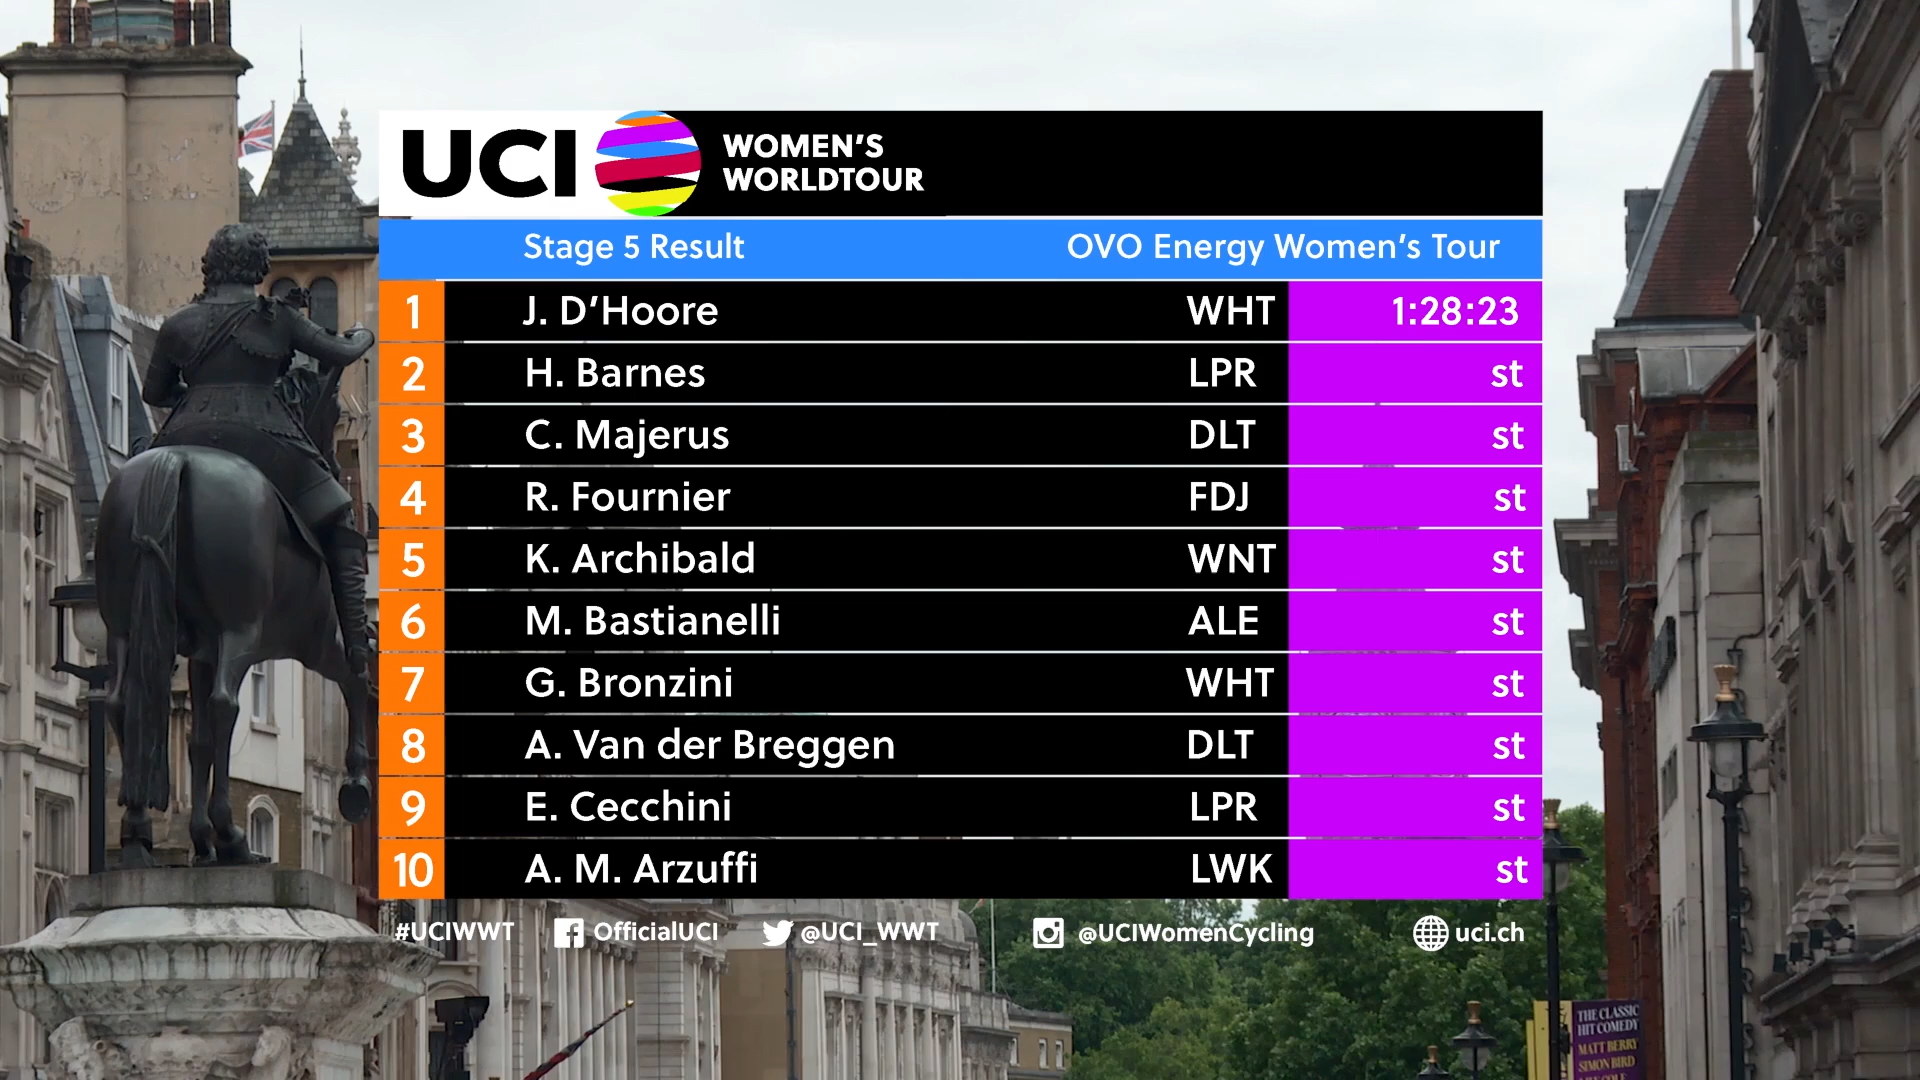 UCI WOMEN'S
WORLDTOUR
Stage 5 Result OVO Energy Women's Tour
1 J. D'Hoore WHT 1:28:23
2 H. Barnes LPR st
3 C. Majerus DLT st
4 R. Fournier FDJ st
5 K. Archibald WNT st
6 M. Bastianelli ALE st
7 G. Bronzini WHT st
8 A. Van der Breggen DLT st
9 E. Cecchini LPR st
10 A. M. Arzuffi LWK st
#UCIWWT OfficialUCI @UCI_WWT @UCIWomenCycling uci.ch
THE CLASSIC
HIT COMEDY
MATT BERRY
SIMON BIRD